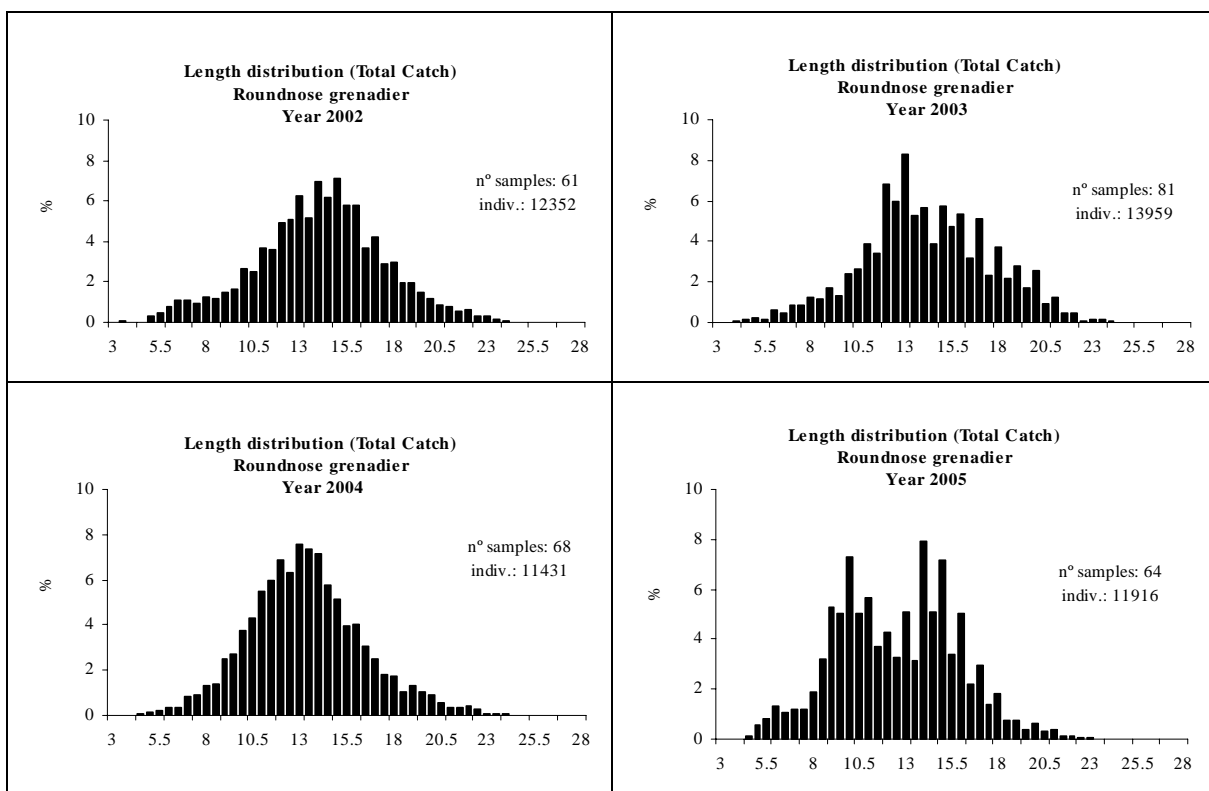 Length distribution (Total Catch)
Roundnose grenadier
Year 2002
10
8
6
4
2
0
%
nº samples: 61
indiv.: 12352
3 5.5 8 10.5 13 15.5 18 20.5 23 25.5 28
Length distribution (Total Catch)
Roundnose grenadier
Year 2003
10
8
6
4
2
0
%
nº samples: 81
indiv.: 13959
3 5.5 8 10.5 13 15.5 18 20.5 23 25.5 28
Length distribution (Total Catch)
Roundnose grenadier
Year 2004
10
8
6
4
2
0
%
nº samples: 68
indiv.: 11431
3 5.5 8 10.5 13 15.5 18 20.5 23 25.5 28
Length distribution (Total Catch)
Roundnose grenadier
Year 2005
10
8
6
4
2
0
%
nº samples: 64
indiv.: 11916
3 5.5 8 10.5 13 15.5 18 20.5 23 25.5 28